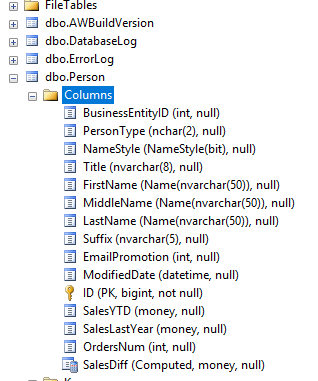 FileTables
dbo.AWBuildVersion
dbo.DatabaseLog
dbo.ErrorLog
dbo.Person
Columns
BusinessEntityID (int, null)
PersonType (nchar(2), null)
NameStyle (NameStyle(bit), null)
Title (nvarchar(8), null)
FirstName (Name(nvarchar(50)), null)
MiddleName (Name(nvarchar(50)), null)
LastName (Name(nvarchar(50)), null)
Suffix (nvarchar(5), null)
EmailPromotion (int, null)
ModifiedDate (datetime, null)
ID (PK, bigint, not null)
SalesYTD (money, null)
SalesLastYear (money, null)
OrdersNum (int, null)
SalesDiff (Computed, money, null)